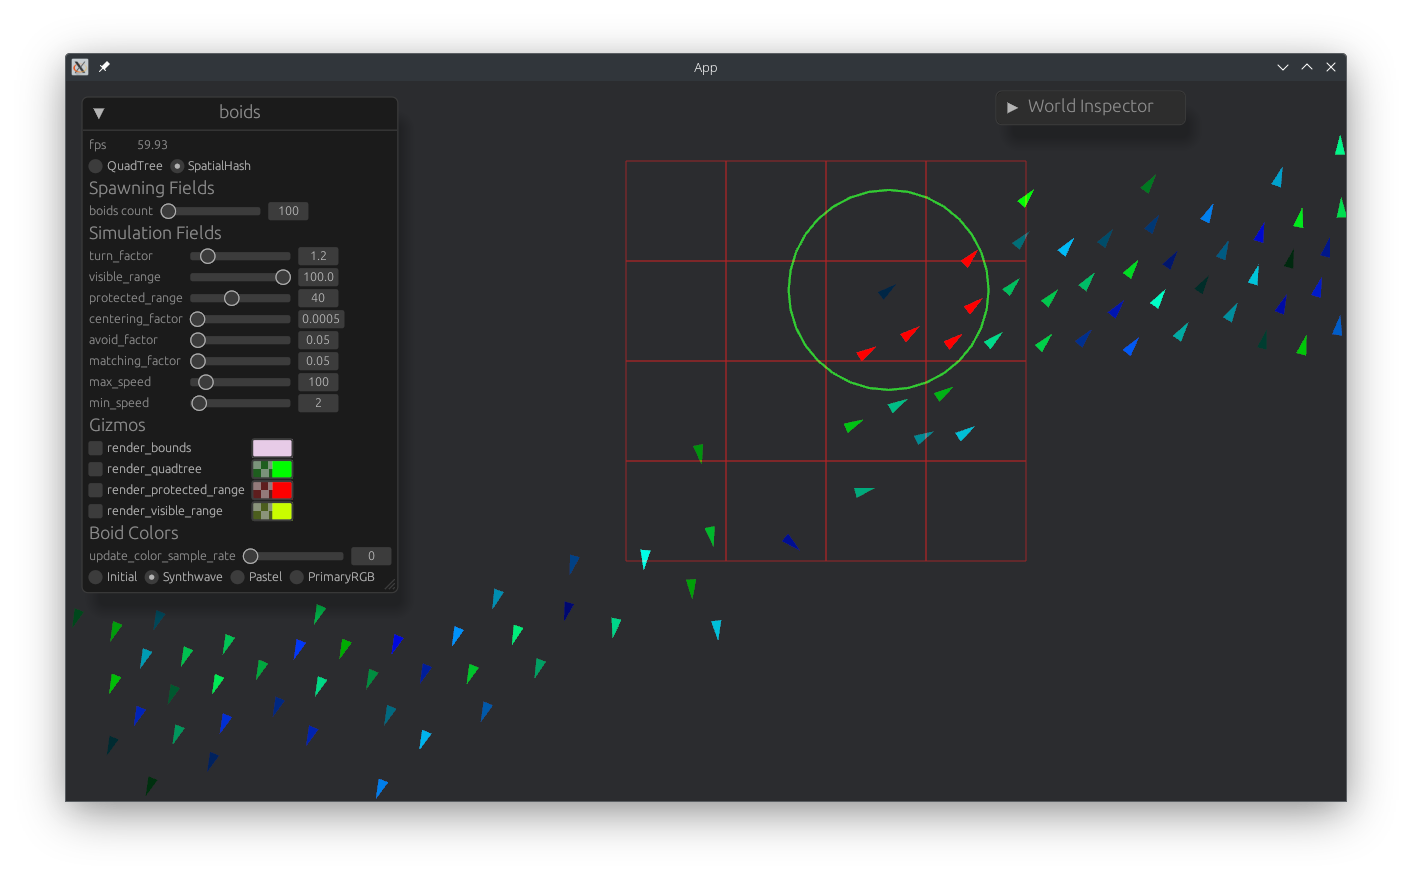 App
boids
World Inspector
fps 59.93
QuadTree SpatialHash
Spawning Fields
boids count 100
Simulation Fields
turn_factor 1.2
visible_range 100.0
protected_range 40
centering_factor 0.0005
avoid_factor 0.05
matching_factor 0.05
max_speed 100
min_speed 2
Gizmos
render_bounds
render_quadtree
render_protected_range
render_visible_range
Boid Colors
update_color_sample_rate 0
Initial Synthwave Pastel PrimaryRGB